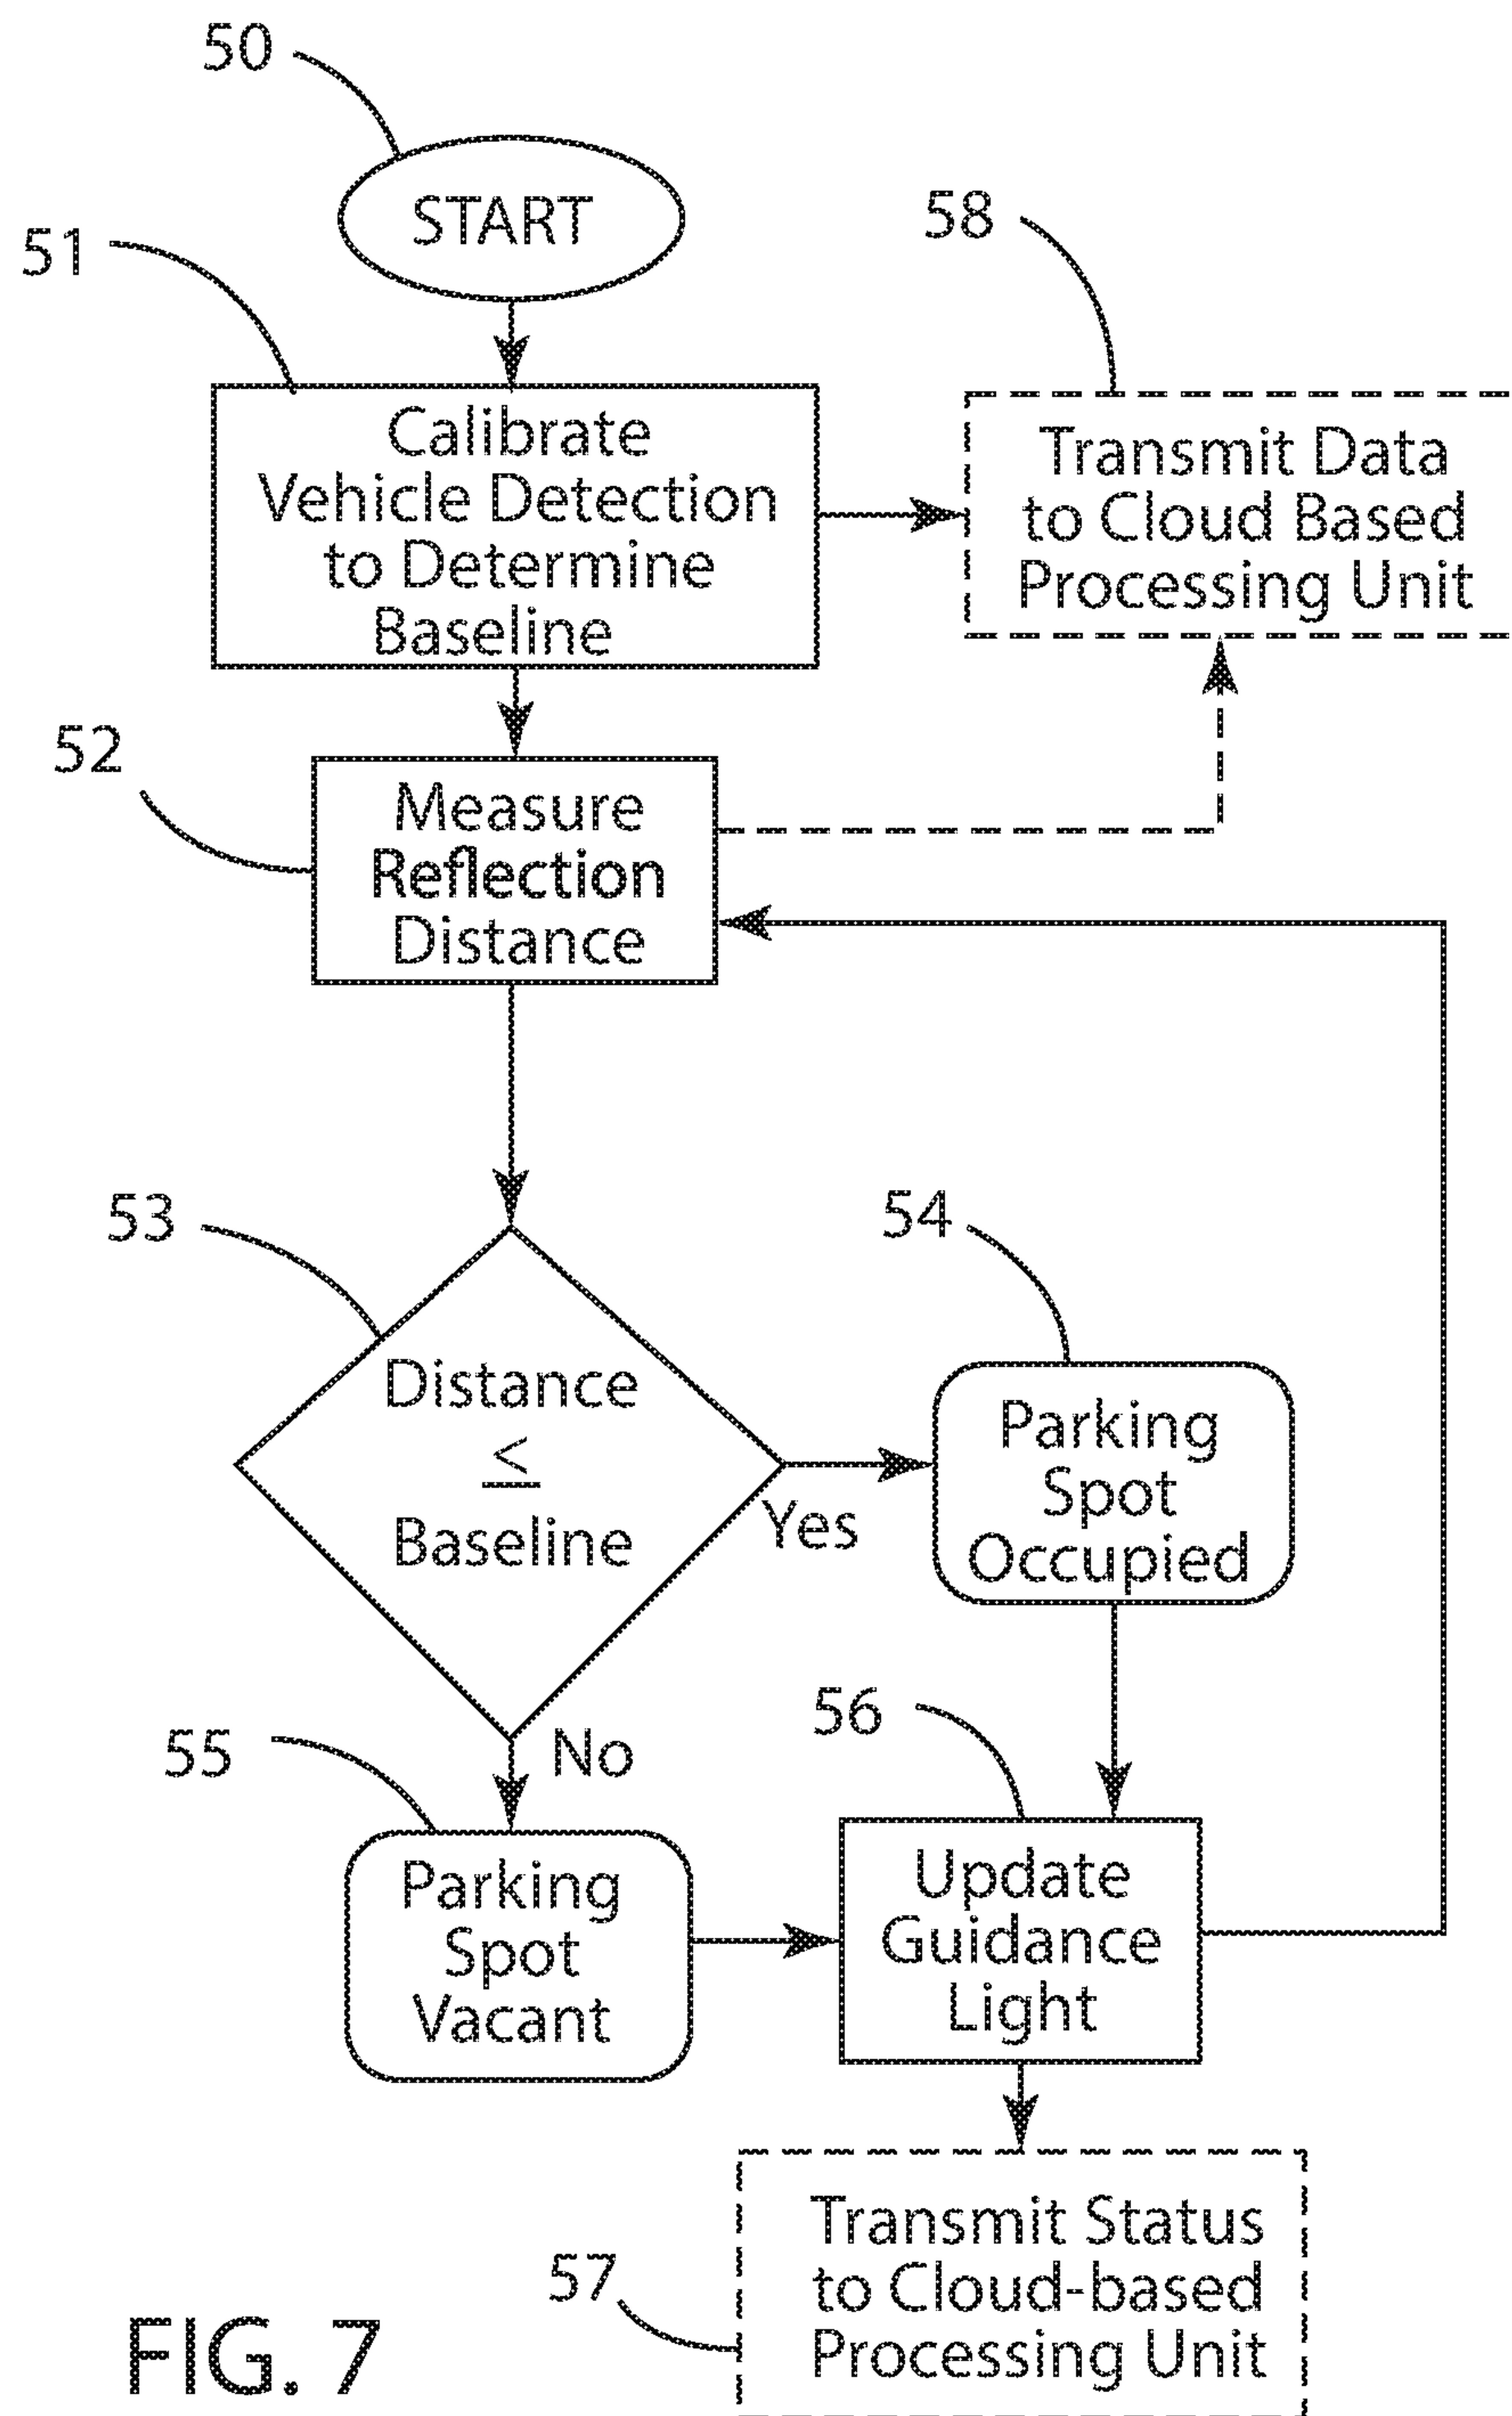 50
START
51
58
Calibrate
Vehicle Detection
to Determine
Baseline
Transmit Data
to Cloud Based
Processing Unit
52
Measure
Reflection
Distance
53
54
Distance
≤
Baseline
Yes
Parking
Spot
Occupied
55
No
56
Parking
Spot
Vacant
Update
Guidance
Light
57
Transmit Status
to Cloud-based
Processing Unit
FIG. 7